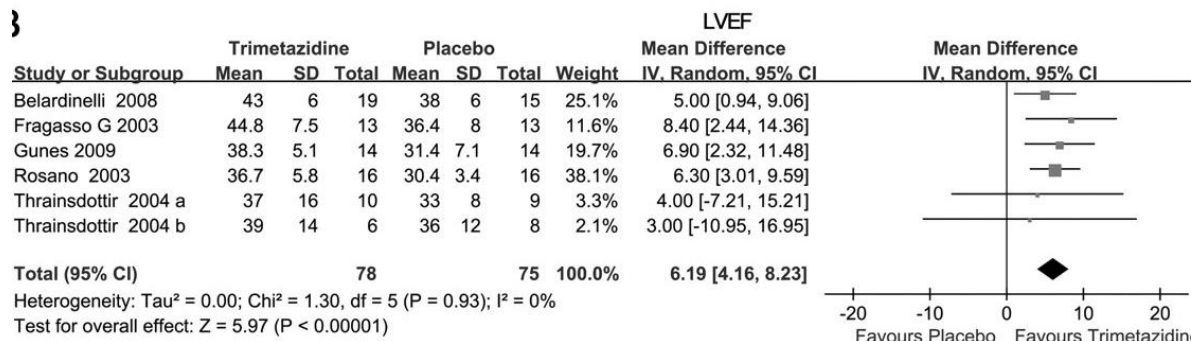 B
LVEF
Trimetazidine Placebo Mean Difference Mean Difference
Study or Subgroup Mean SD Total Mean SD Total Weight IV, Random, 95% CI IV, Random, 95% CI
Belardinelli 2008 43 6 19 38 6 15 25.1% 5.00 [0.94, 9.06]
Fragasso G 2003 44.8 7.5 13 36.4 8 13 11.6% 8.40 [2.44, 14.36]
Gunes 2009 38.3 5.1 14 31.4 7.1 14 19.7% 6.90 [2.32, 11.48]
Rosano 2003 36.7 5.8 16 30.4 3.4 16 38.1% 6.30 [3.01, 9.59]
Thrainsdottir 2004 a 37 16 10 33 8 9 3.3% 4.00 [-7.21, 15.21]
Thrainsdottir 2004 b 39 14 6 36 12 8 2.1% 3.00 [-10.95, 16.95]
Total (95% CI) 78 75 100.0% 6.19 [4.16, 8.23]
Heterogeneity: Tau² = 0.00; Chi² = 1.30, df = 5 (P = 0.93); I² = 0%
Test for overall effect: Z = 5.97 (P < 0.00001)
-20 -10 0 10 20
Favours Placebo Favours Trimetazidine